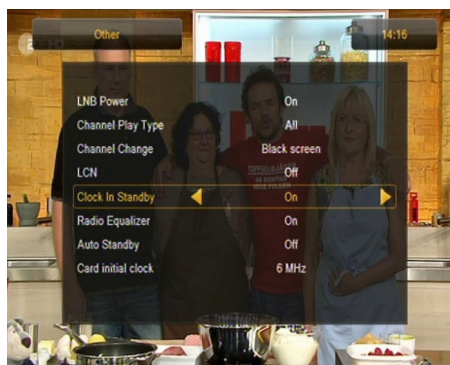 Other 14:16
LNB Power On
Channel Play Type All
Channel Change Black screen
LCN Off
Clock In Standby On
Radio Equalizer On
Auto Standby Off
Card initial clock 6 MHz